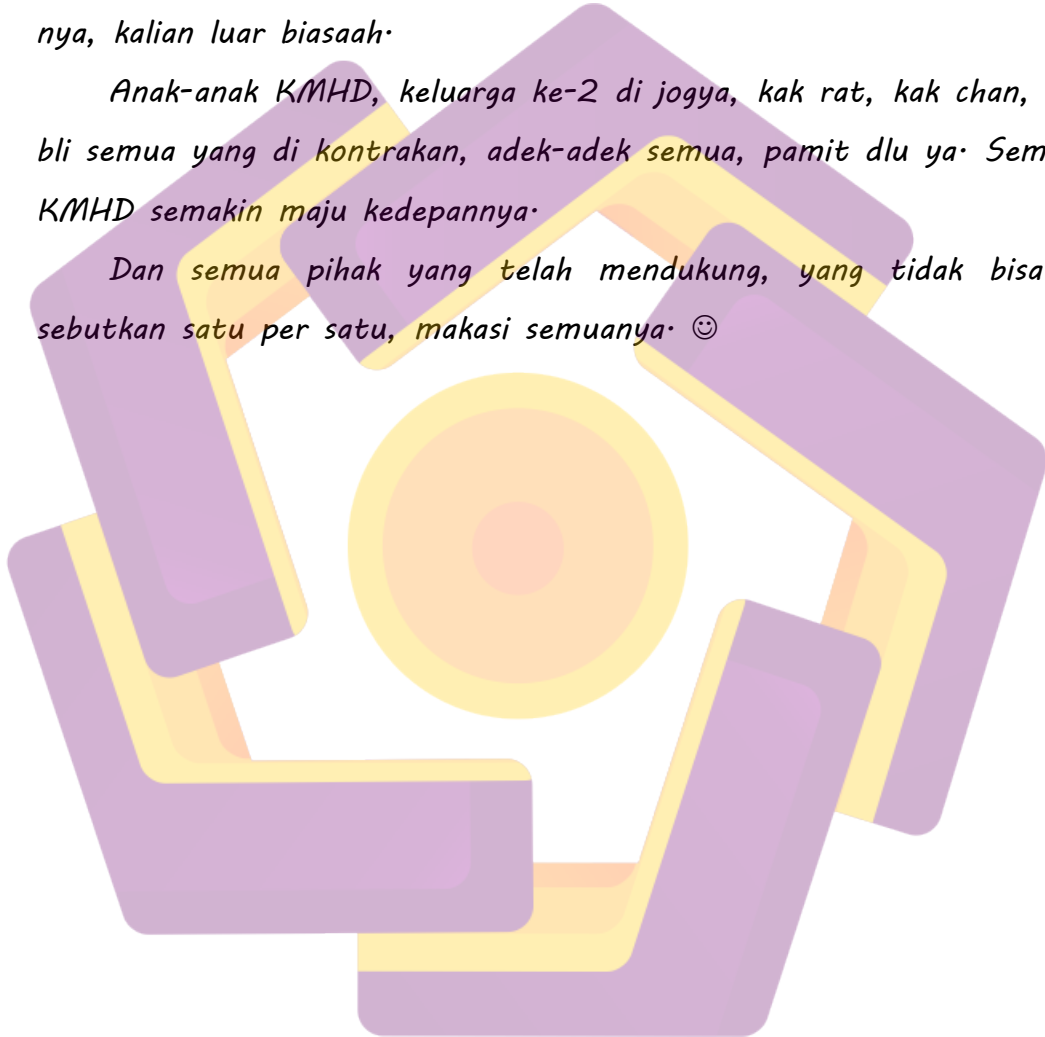 nya, kalian luar biasaah.
Anak-anak KMHD, keluarga ke-2 di jogya, kak rat, kak chan,
bli semua yang di kontrakan, adek-adek semua, pamit dlu ya. Sem
KMHD semakin maju kedepannya.
Dan semua pihak yang telah mendukung, yang tidak bisa
sebutkan satu per satu, makasi semuanya. ☺